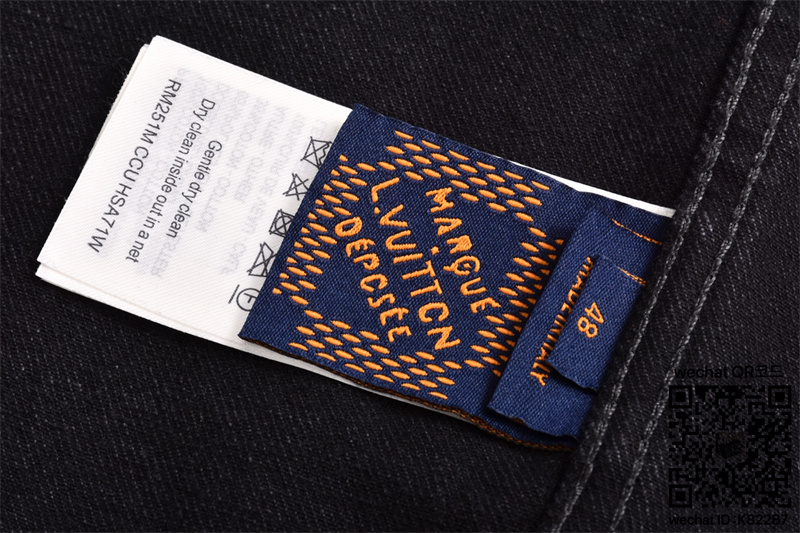 Gentle dry clean
Dry clean inside out in a net
RM251M CCU HSA71W
MARQUE
L.VUITTON
DÉPOSÉE
48
wechat QR코드
wechat ID:K82287